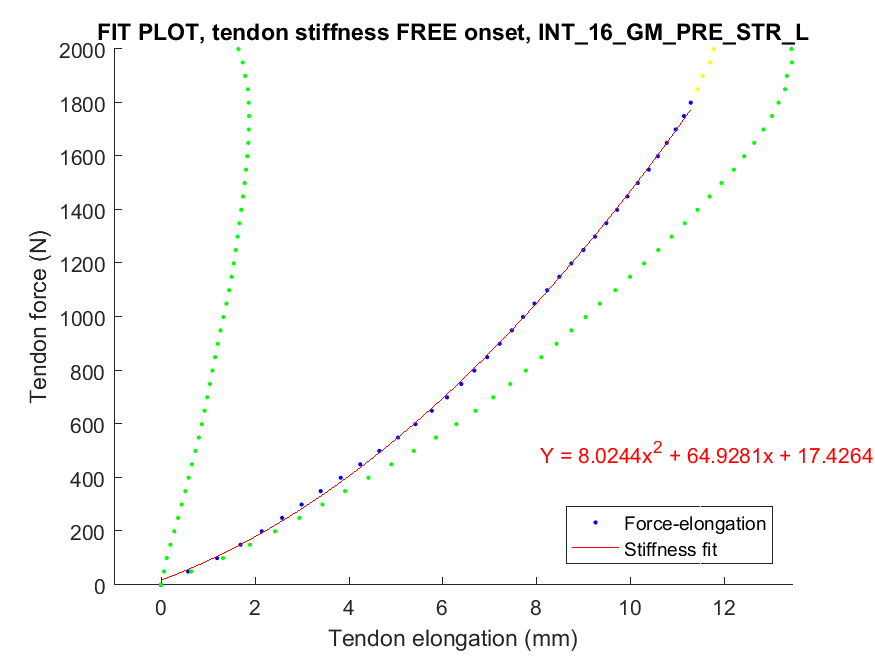 FIT PLOT, tendon stiffness FREE onset, INT_16_GM_PRE_STR_L
2000
1800
1600
1400
1200
1000
800
600
400
200
0
Tendon force (N)
Y = 8.0244x² + 64.9281x + 17.4264
Force-elongation
Stiffness fit
0 2 4 6 8 10 12
Tendon elongation (mm)